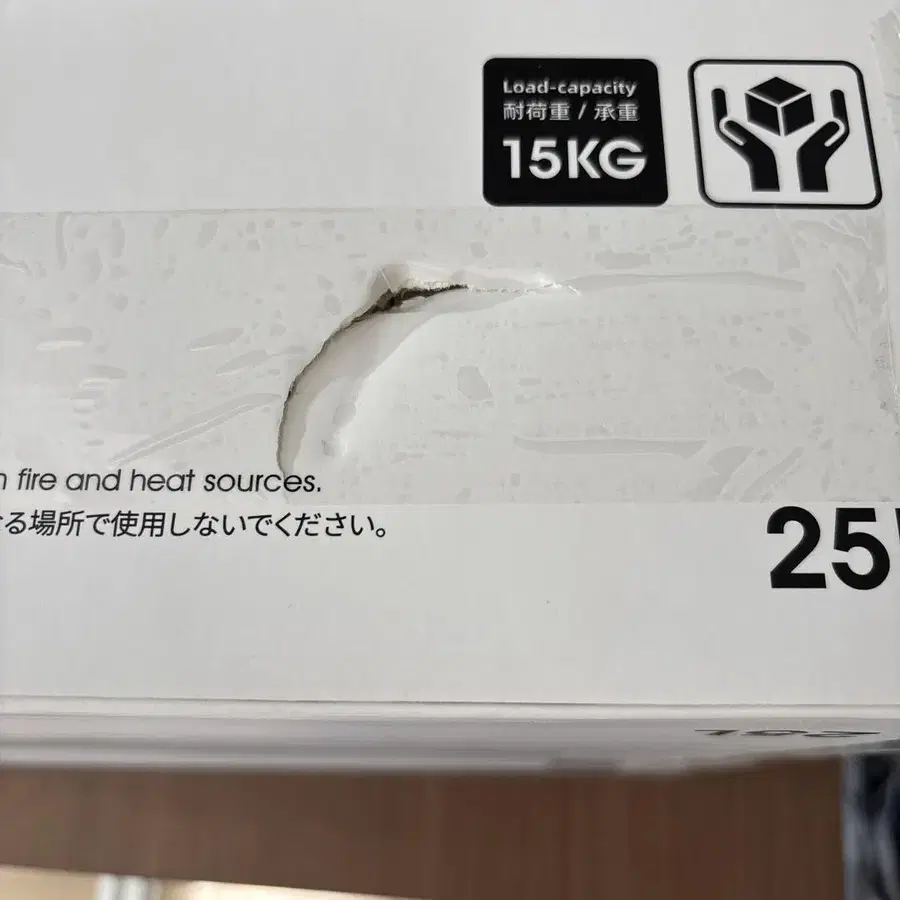 Load-capacity
耐荷重 / 承重
15KG
fire and heat sources.
る場所で使用しないでください。
25